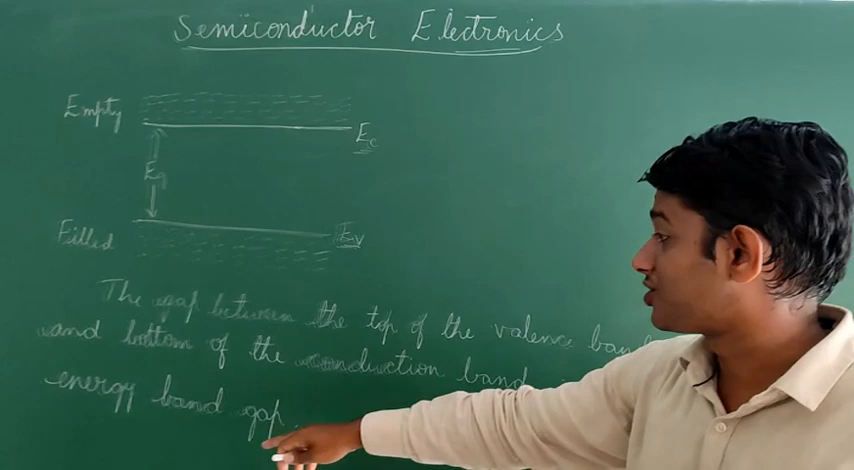 Semiconductor Electronics
Empty
Ec
Eg
Filled
Ev
The gap between the top of the valence band
and bottom of the conduction band
energy band gap